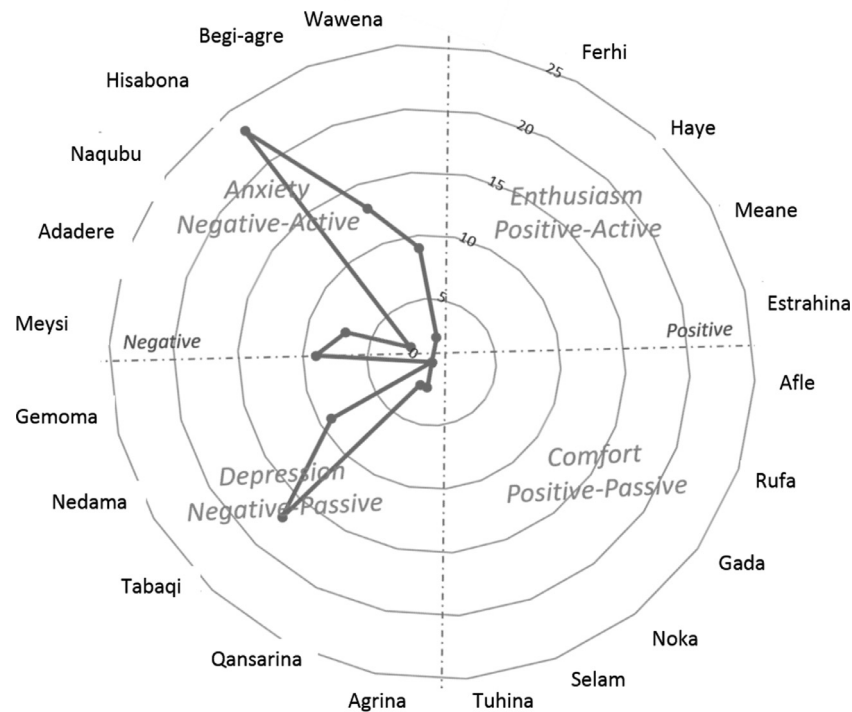 Wawena
Begi-agre
Ferhi
Hisabona
25
20
Haye
Naqubu
15
Anxiety
Negative-Active
Enthusiasm
Positive-Active
Meane
Adadere
10
5
Estrahina
Meysi
Negative
Positive
0
Afle
Gemoma
Comfort
Positive-Passive
Depression
Negative-Passive
Rufa
Nedama
Gada
Tabaqi
Noka
Qansarina
Selam
Agrina
Tuhina